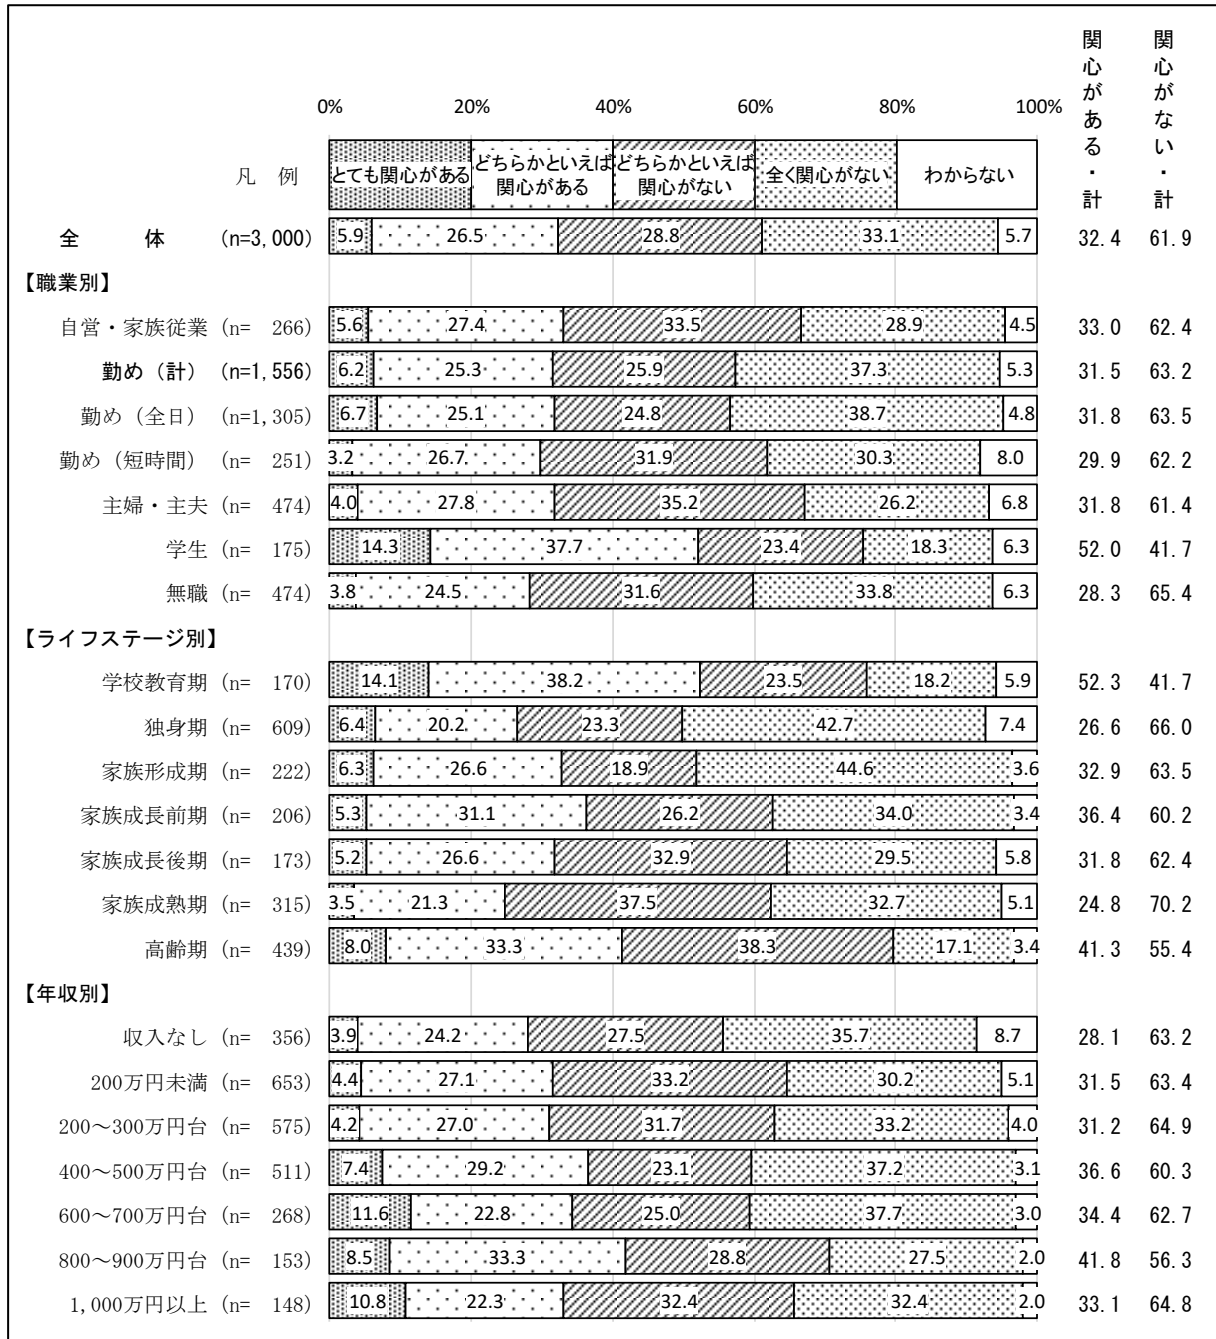 関心がある・計
関心がない・計
0% 20% 40% 60% 80% 100%
凡 例 とても関心がある どちらかといえば関心がある どちらかといえば関心がない 全く関心がない わからない
全 体 (n=3,000) 5.9 26.5 28.8 33.1 5.7 32.4 61.9
【職業別】
自営・家族従業 (n= 266) 5.6 27.4 33.5 28.9 4.5 33.0 62.4
勤め（計） (n=1,556) 6.2 25.3 25.9 37.3 5.3 31.5 63.2
勤め（全日） (n=1,305) 6.7 25.1 24.8 38.7 4.8 31.8 63.5
勤め（短時間） (n= 251) 3.2 26.7 31.9 30.3 8.0 29.9 62.2
主婦・主夫 (n= 474) 4.0 27.8 35.2 26.2 6.8 31.8 61.4
学生 (n= 175) 14.3 37.7 23.4 18.3 6.3 52.0 41.7
無職 (n= 474) 3.8 24.5 31.6 33.8 6.3 28.3 65.4
【ライフステージ別】
学校教育期 (n= 170) 14.1 38.2 23.5 18.2 5.9 52.3 41.7
独身期 (n= 609) 6.4 20.2 23.3 42.7 7.4 26.6 66.0
家族形成期 (n= 222) 6.3 26.6 18.9 44.6 3.6 32.9 63.5
家族成長前期 (n= 206) 5.3 31.1 26.2 34.0 3.4 36.4 60.2
家族成長後期 (n= 173) 5.2 26.6 32.9 29.5 5.8 31.8 62.4
家族成熟期 (n= 315) 3.5 21.3 37.5 32.7 5.1 24.8 70.2
高齢期 (n= 439) 8.0 33.3 38.3 17.1 3.4 41.3 55.4
【年収別】
収入なし (n= 356) 3.9 24.2 27.5 35.7 8.7 28.1 63.2
200万円未満 (n= 653) 4.4 27.1 33.2 30.2 5.1 31.5 63.4
200～300万円台 (n= 575) 4.2 27.0 31.7 33.2 4.0 31.2 64.9
400～500万円台 (n= 511) 7.4 29.2 23.1 37.2 3.1 36.6 60.3
600～700万円台 (n= 268) 11.6 22.8 25.0 37.7 3.0 34.4 62.7
800～900万円台 (n= 153) 8.5 33.3 28.8 27.5 2.0 41.8 56.3
1,000万円以上 (n= 148) 10.8 22.3 32.4 32.4 2.0 33.1 64.8